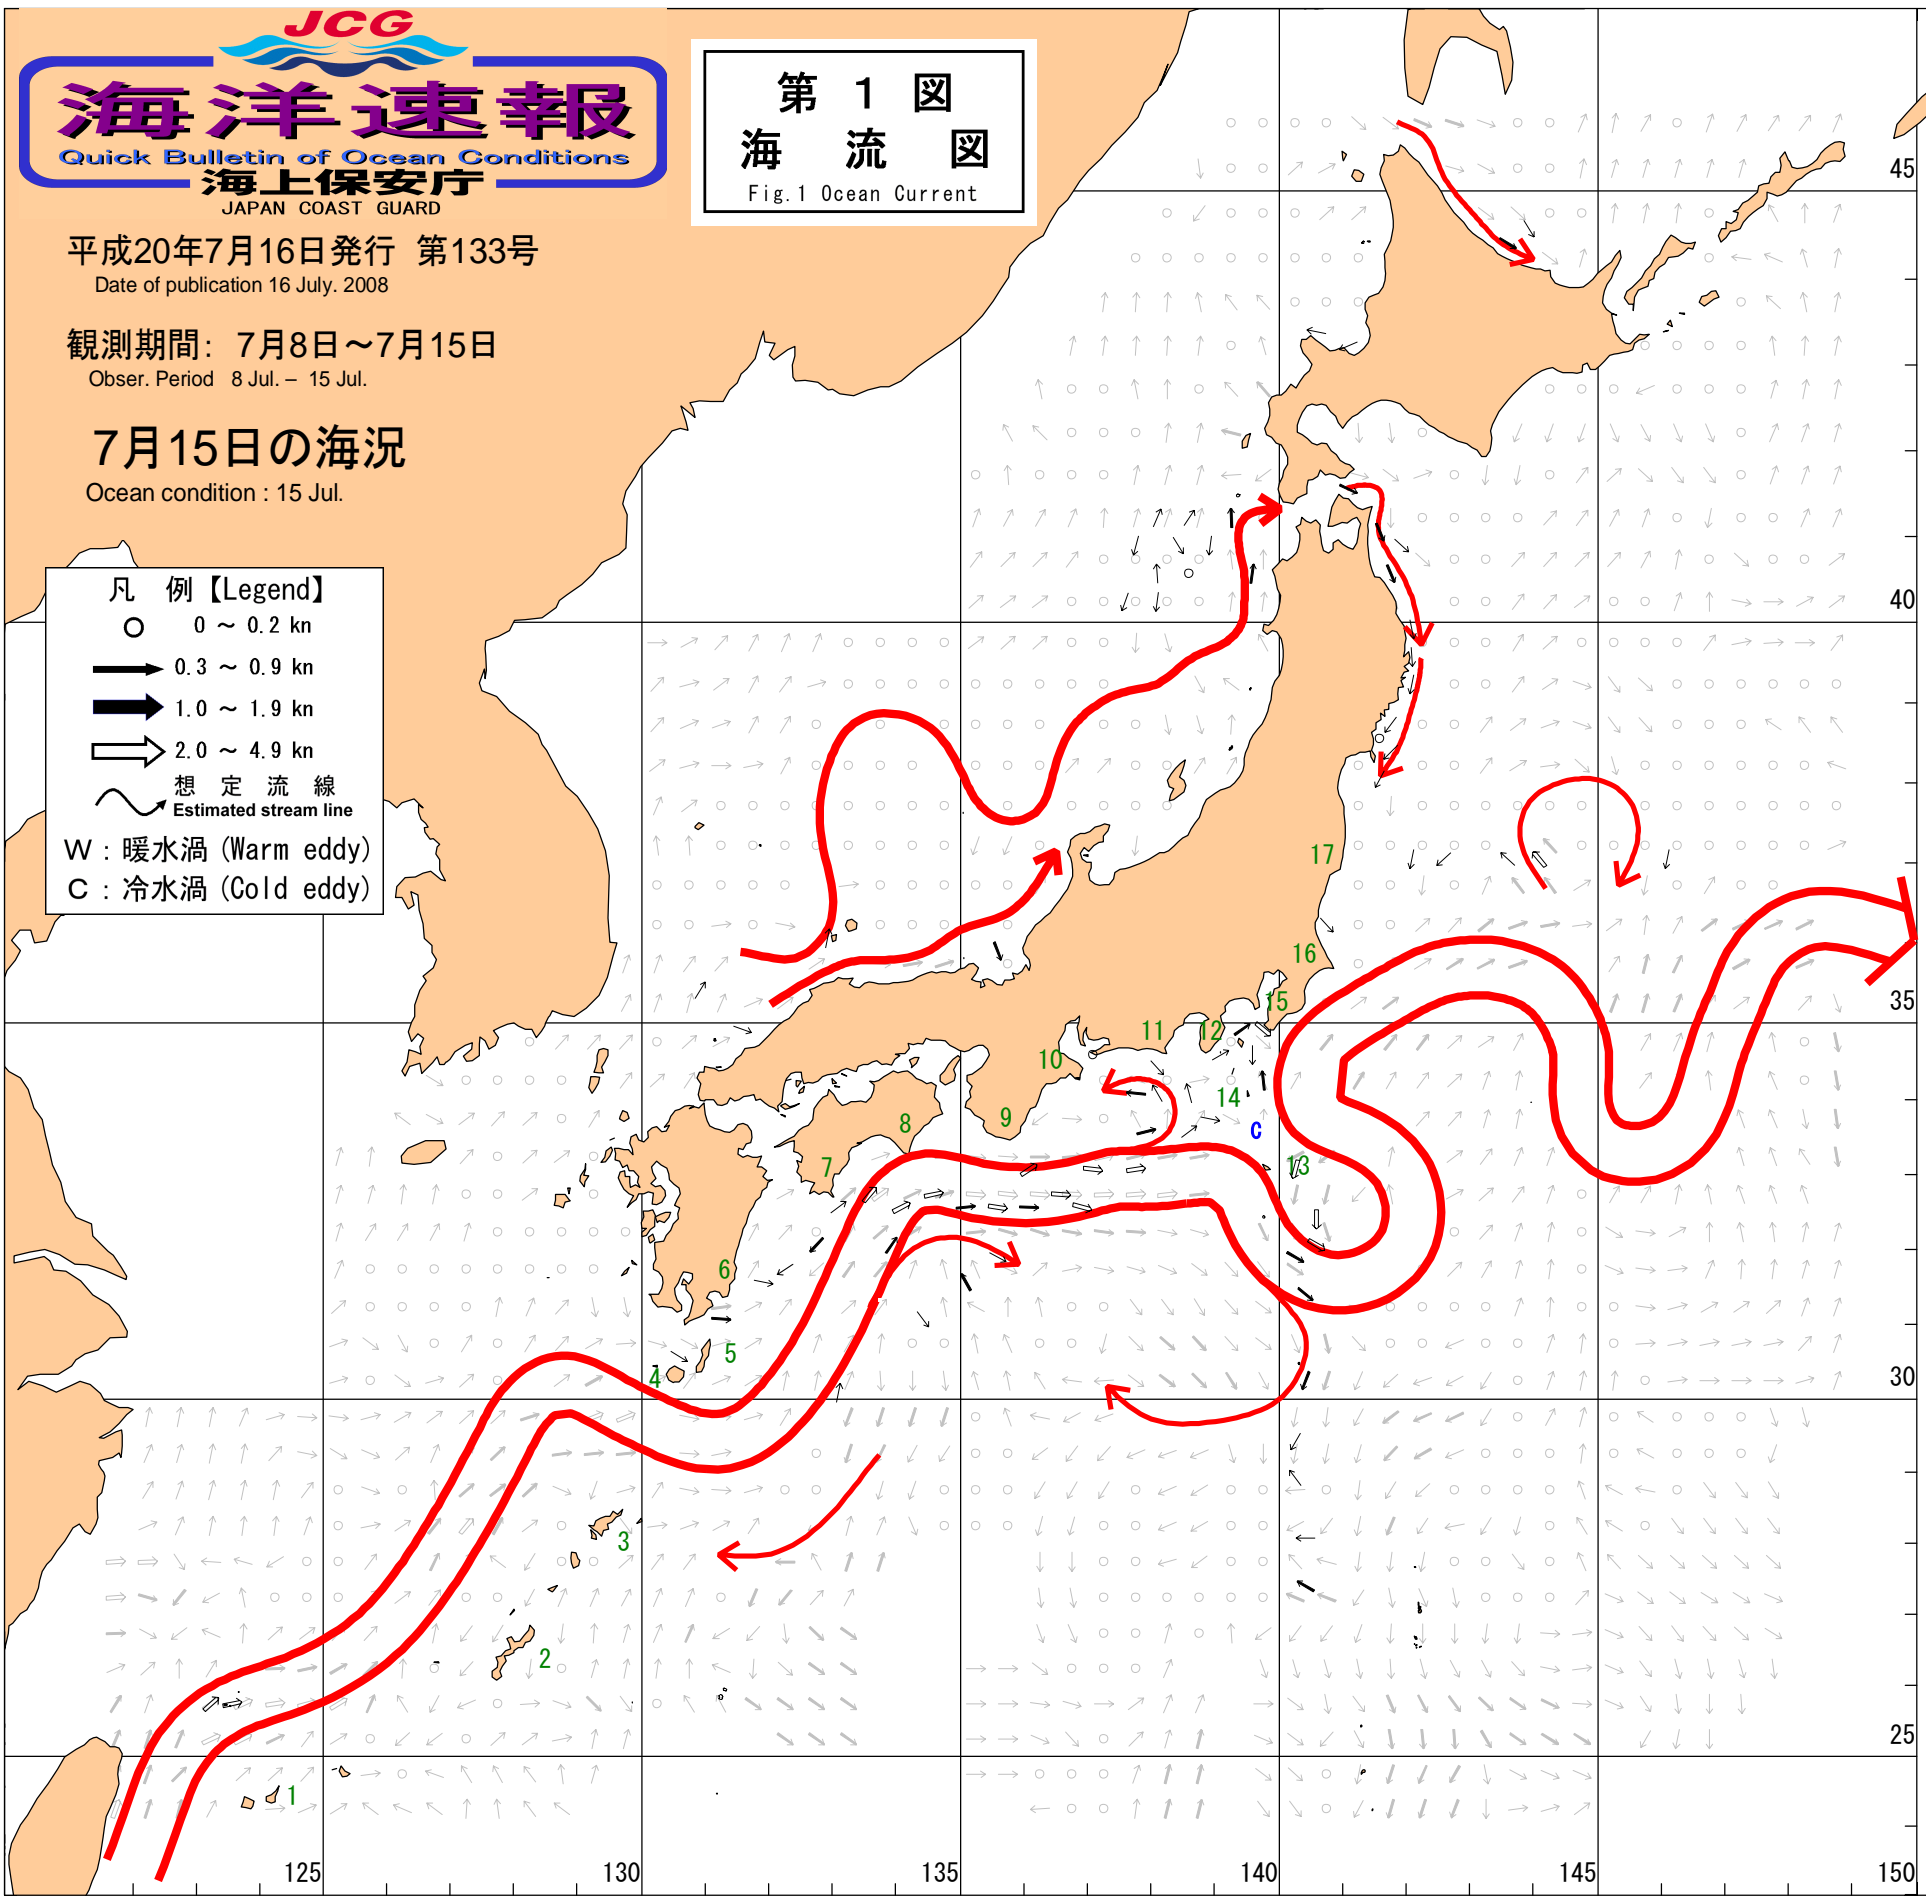 JCG
海洋速報
Quick Bulletin of Ocean Conditions
海上保安庁
JAPAN COAST GUARD
第 1 図
海 流 図
Fig.1 Ocean Current
平成20年7月16日発行 第133号
Date of publication 16 July. 2008
観測期間： 7月8日～7月15日
Obser. Period 8 Jul. – 15 Jul.
7月15日の海況
Ocean condition : 15 Jul.
凡 例【Legend】
0 ～ 0.2 kn
0.3 ～ 0.9 kn
1.0 ～ 1.9 kn
2.0 ～ 4.9 kn
想 定 流 線
Estimated stream line
W : 暖水渦 (Warm eddy)
C : 冷水渦 (Cold eddy)
45
40
17
16
35
15
12
11
10
14
9
8
C
13
7
6
5
4
30
3
2
25
1
125
130
135
140
145
150